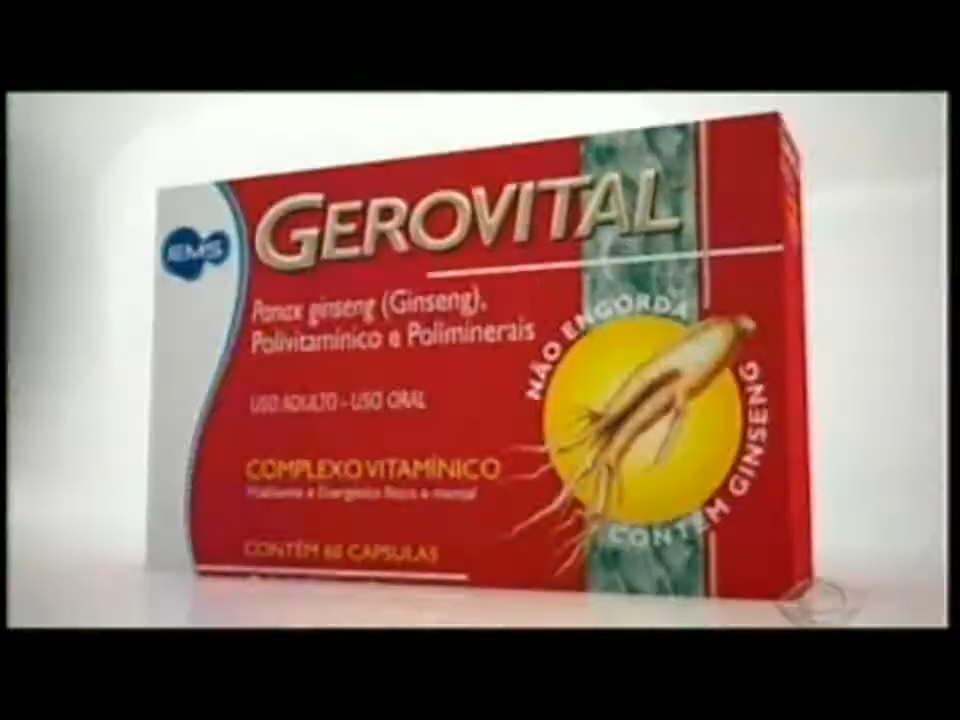 EMS
GEROVITAL
Panax ginseng (Ginseng),
Polivitamínico e Poliminerais
USO ADULTO - USO ORAL
NÃO ENGORDA
CONTÉM GINSENG
COMPLEXO VITAMÍNICO
CONTÉM 60 CAPSULAS